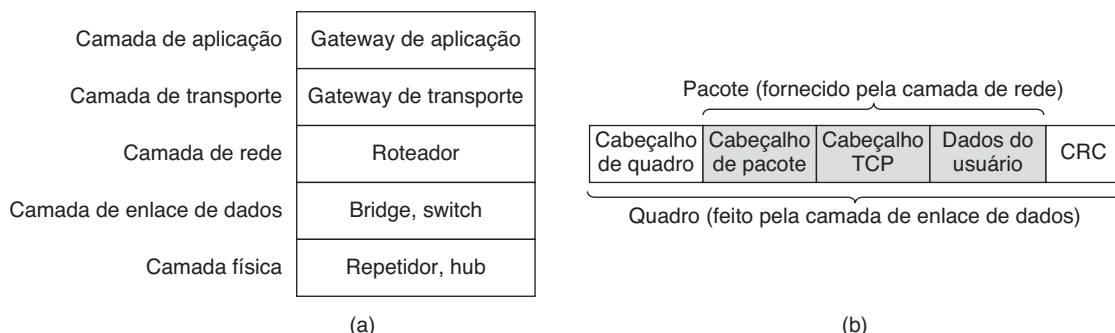 Camada de aplicação
Gateway de aplicação
Camada de transporte
Gateway de transporte
Camada de rede
Roteador
Camada de enlace de dados
Bridge, switch
Camada física
Repetidor, hub
(a)
Pacote (fornecido pela camada de rede)
Cabeçalho
de quadro
Cabeçalho
de pacote
Cabeçalho
TCP
Dados do
usuário
CRC
Quadro (feito pela camada de enlace de dados)
(b)